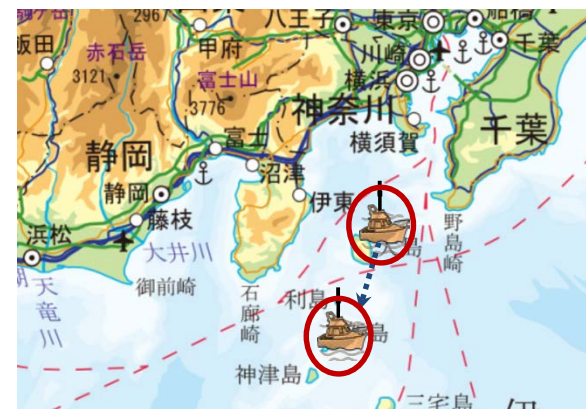 2967
八王子
東京
船橋
飯田
赤石岳
甲府
川崎
千葉
3121
富士山
横浜
3776
神奈川
千葉
横須賀
静岡
富士
沼津
静岡
伊東
藤枝
野島崎
浜松
大井川
島
御前崎
石廊崎
天竜川
利島
島
神津島
三宅島